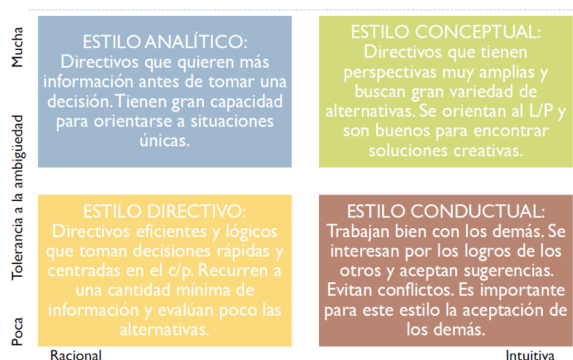 Mucha
Tolerancia a la ambigüedad
Poca
ESTILO ANALÍTICO:
Directivos que quieren más
información antes de tomar una
decisión. Tienen gran capacidad
para orientarse a situaciones
únicas.
ESTILO CONCEPTUAL:
Directivos que tienen
perspectivas muy amplias y
buscan gran variedad de
alternativas. Se orientan al L/P y
son buenos para encontrar
soluciones creativas.
ESTILO DIRECTIVO:
Directivos eficientes y lógicos
que toman decisiones rápidas y
centradas en el c/p. Recurren a
una cantidad mínima de
información y evalúan poco las
alternativas.
ESTILO CONDUCTUAL:
Trabajan bien con los demás. Se
interesan por los logros de los
otros y aceptan sugerencias.
Evitan conflictos. Es importante
para este estilo la aceptación de
los demás.
Racional
Intuitiva